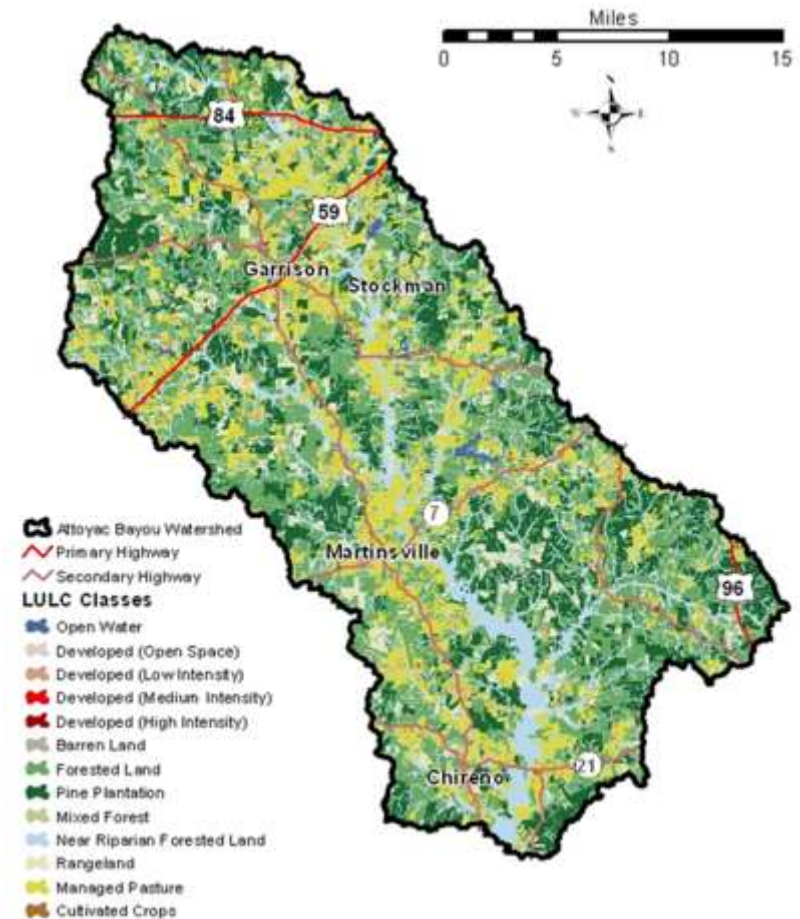 Miles
0 5 10 15
N
W E
S
84
59
Garrison
Stockman
7
Martinsville
96
21
Chireno
Attoyac Bayou Watershed
Primary Highway
Secondary Highway
LULC Classes
Open Water
Developed (Open Space)
Developed (Low Intensity)
Developed (Medium Intensity)
Developed (High Intensity)
Barren Land
Forested Land
Pine Plantation
Mixed Forest
Near Riparian Forested Land
Rangeland
Managed Pasture
Cultivated Crops